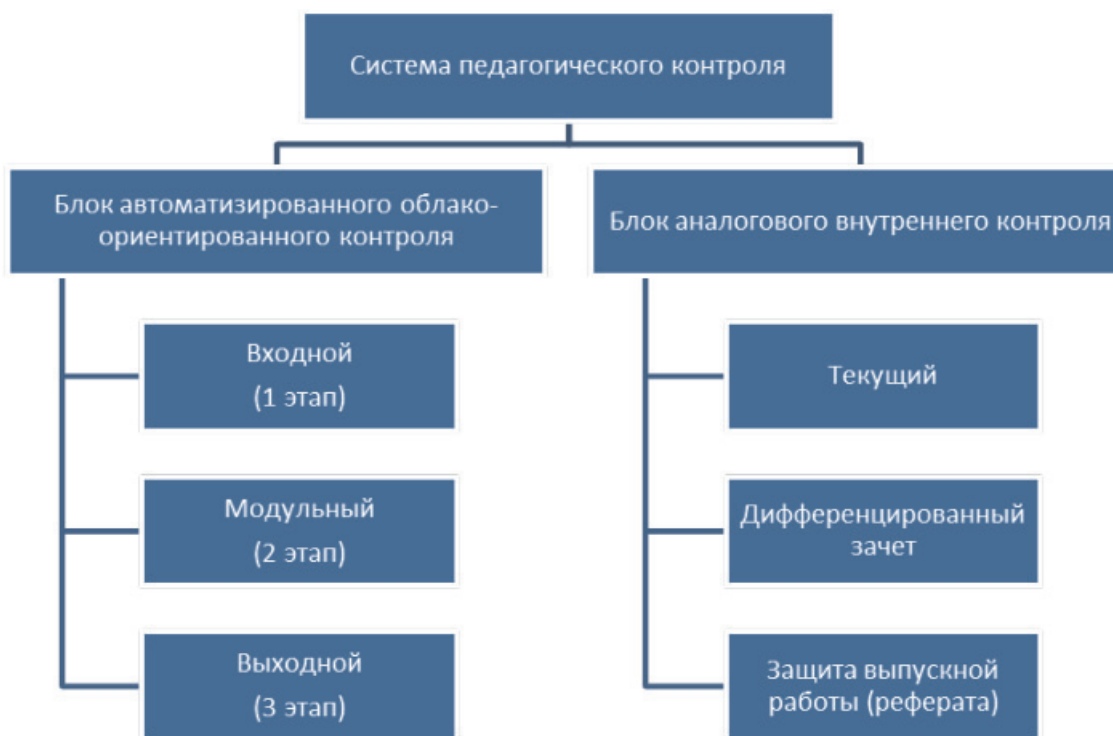 Система педагогического контроля
Блок автоматизированного облако-
ориентированного контроля
Блок аналогового внутреннего контроля
Входной
(1 этап)
Текущий
Модульный
(2 этап)
Дифференцированный
зачет
Выходной
(3 этап)
Защита выпускной
работы (реферата)